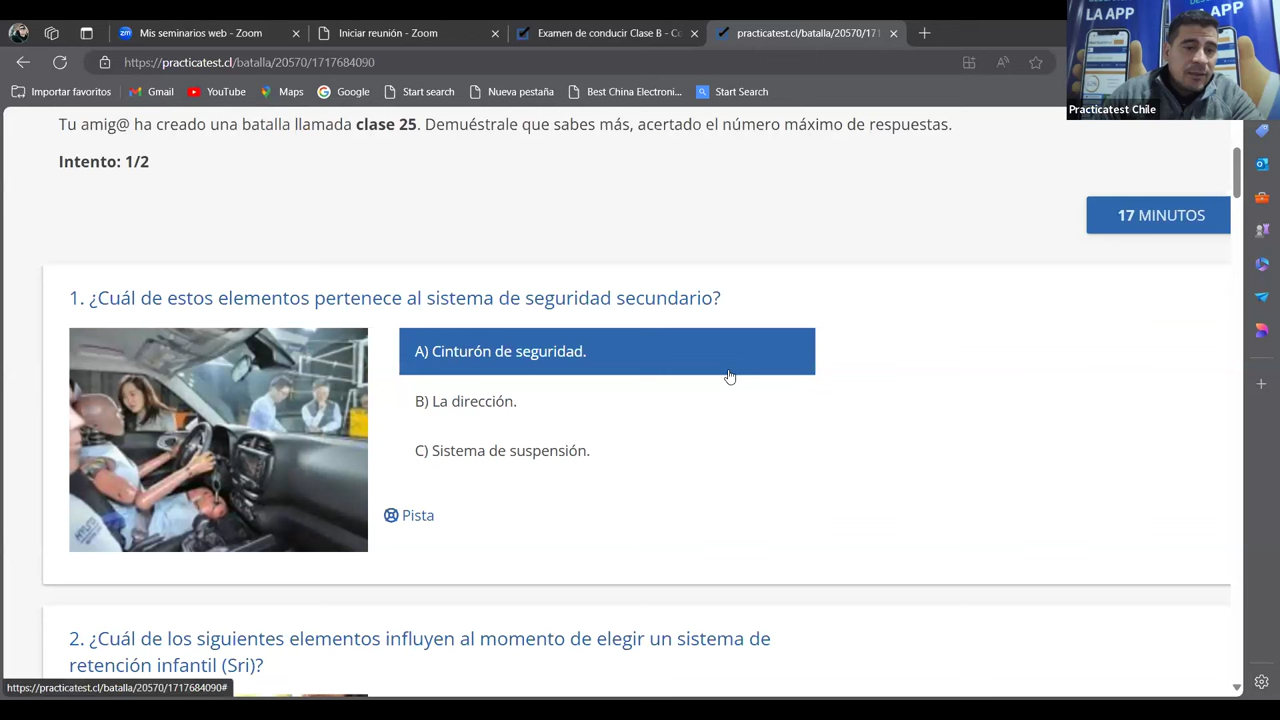 Mis seminarios web - Zoom
Iniciar reunión - Zoom
Examen de conducir Clase B - Co
practicatest.cl/batalla/20570/171
LA APP
LA APP
https://practicatest.cl/batalla/20570/1717684090
Importar favoritos
Gmail
YouTube
Maps
Google
Start search
Nueva pestaña
Best China Electroni...
Start Search
Practicatest Chile
Tu amig@ ha creado una batalla llamada clase 25. Demuéstrale que sabes más, acertado el número máximo de respuestas.
Intento: 1/2
17 MINUTOS
1. ¿Cuál de estos elementos pertenece al sistema de seguridad secundario?
A) Cinturón de seguridad.
B) La dirección.
C) Sistema de suspensión.
Pista
2. ¿Cuál de los siguientes elementos influyen al momento de elegir un sistema de
retención infantil (Sri)?
https://practicatest.cl/batalla/20570/1717684090#